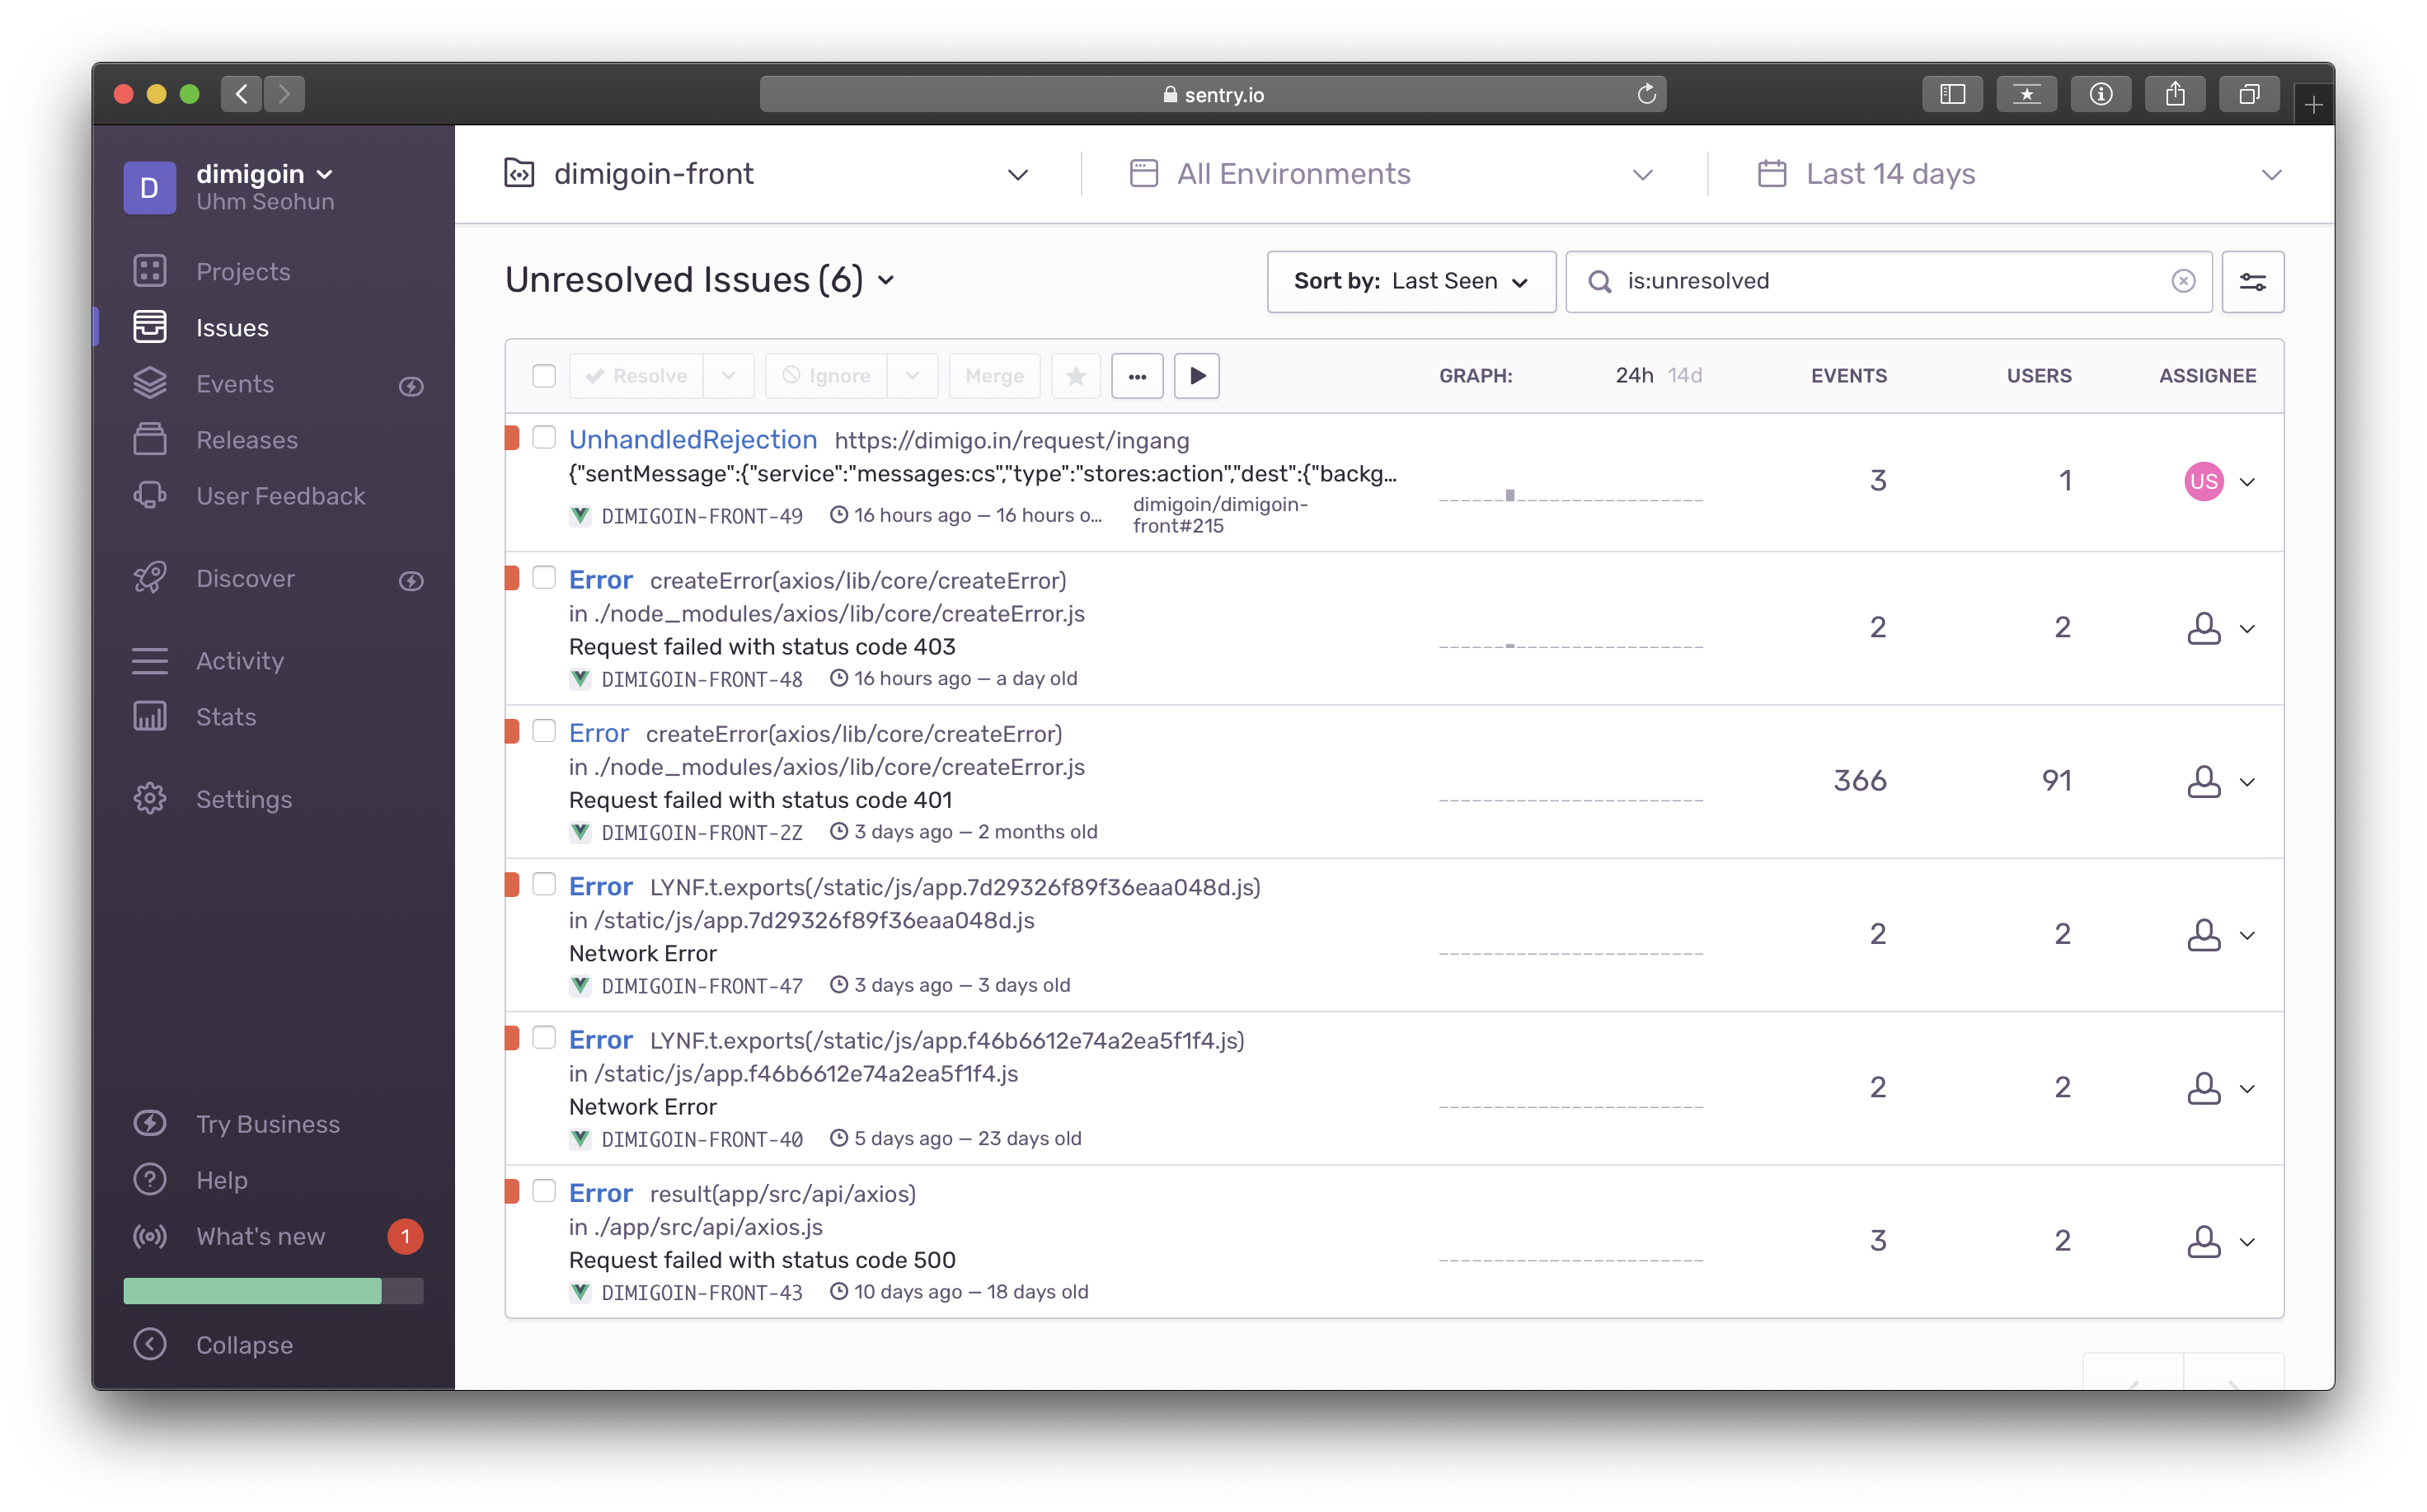 sentry.io
D
dimigoin
Uhm Seohun
Projects
Issues
Events
Releases
User Feedback
Discover
Activity
Stats
Settings
Try Business
Help
What's new
1
Collapse
dimigoin-front
All Environments
Last 14 days
Unresolved Issues (6)
Sort by: Last Seen
is:unresolved
Resolve
Ignore
Merge
GRAPH:
24h
14d
EVENTS
USERS
ASSIGNEE
UnhandledRejection https://dimigo.in/request/ingang
{"sentMessage":{"service":"messages:cs","type":"stores:action","dest":{"backg...
DIMIGOIN-FRONT-49 16 hours ago — 16 hours o...
dimigoin/dimigoin-
front#215
3
1
US
Error createError(axios/lib/core/createError)
in ./node_modules/axios/lib/core/createError.js
Request failed with status code 403
DIMIGOIN-FRONT-48 16 hours ago — a day old
2
2
Error createError(axios/lib/core/createError)
in ./node_modules/axios/lib/core/createError.js
Request failed with status code 401
DIMIGOIN-FRONT-2Z 3 days ago — 2 months old
366
91
Error LYNF.t.exports(/static/js/app.7d29326f89f36eaa048d.js)
in /static/js/app.7d29326f89f36eaa048d.js
Network Error
DIMIGOIN-FRONT-47 3 days ago — 3 days old
2
2
Error LYNF.t.exports(/static/js/app.f46b6612e74a2ea5f1f4.js)
in /static/js/app.f46b6612e74a2ea5f1f4.js
Network Error
DIMIGOIN-FRONT-40 5 days ago — 23 days old
2
2
Error result(app/src/api/axios)
in ./app/src/api/axios.js
Request failed with status code 500
DIMIGOIN-FRONT-43 10 days ago — 18 days old
3
2